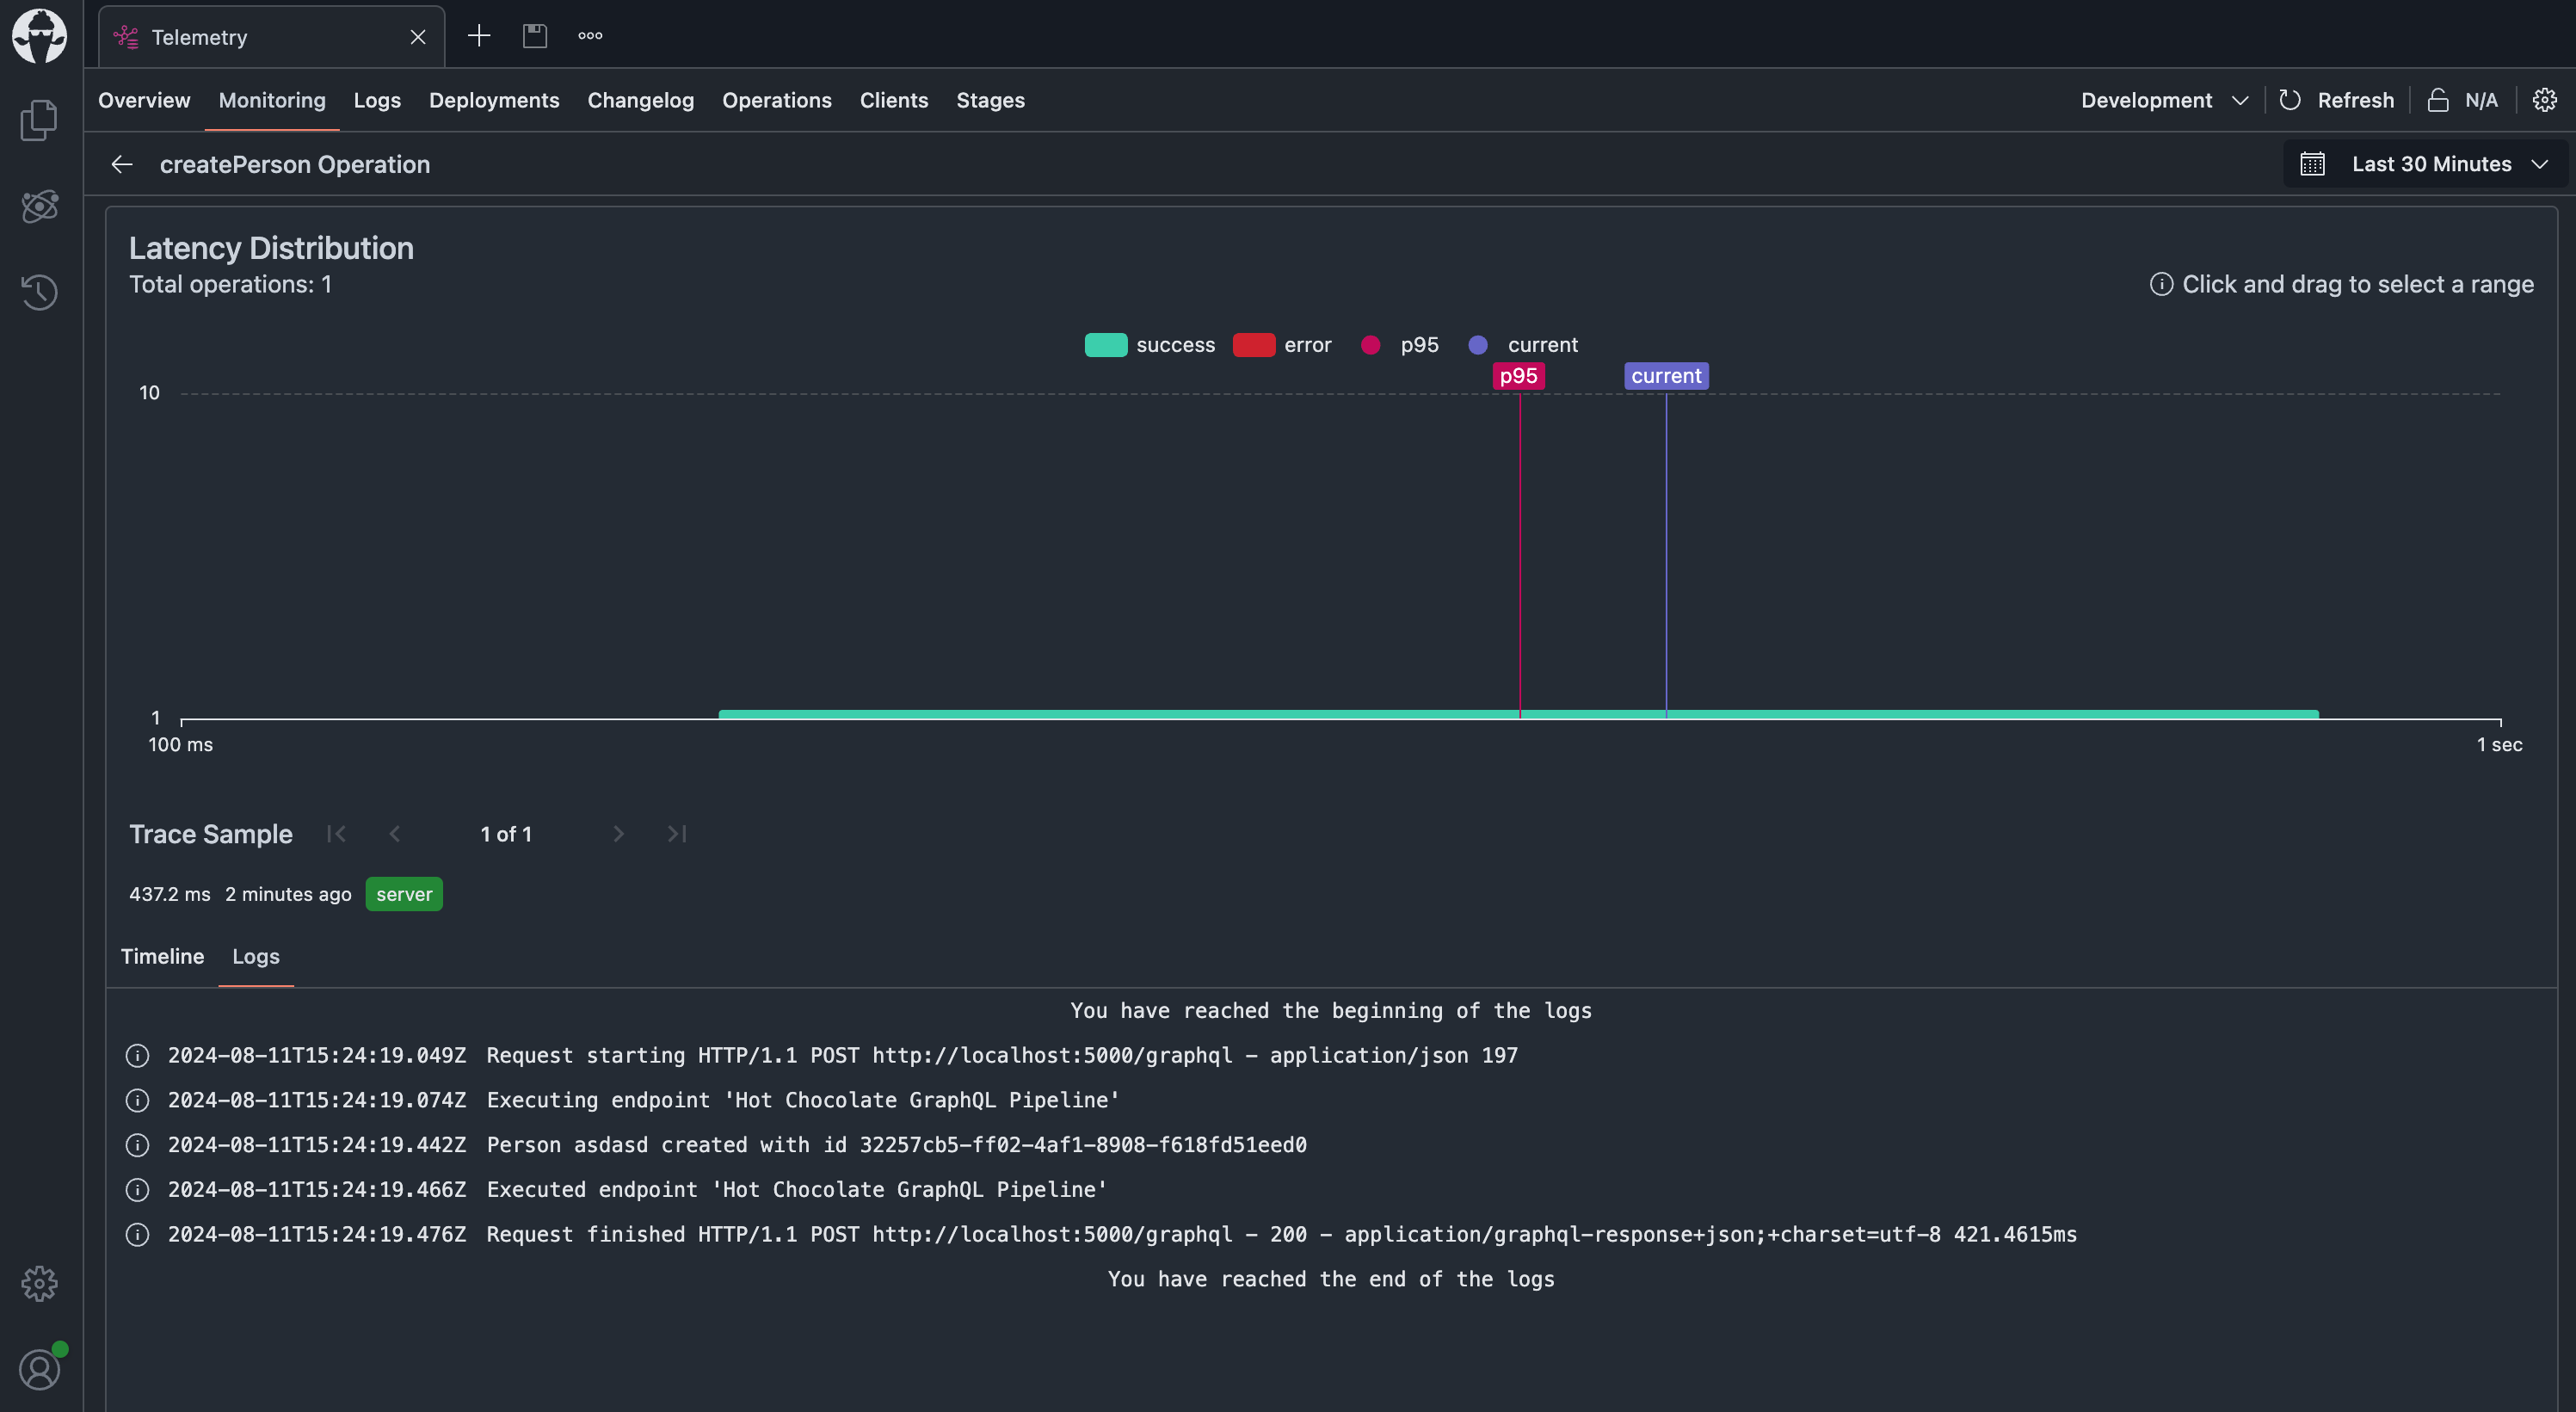 Telemetry
Overview Monitoring Logs Deployments Changelog Operations Clients Stages Development Refresh N/A
createPerson Operation Last 30 Minutes
Latency Distribution
Total operations: 1 Click and drag to select a range
success error p95 current
p95 current
10
1
100 ms 1 sec
Trace Sample 1 of 1
437.2 ms 2 minutes ago server
Timeline Logs
You have reached the beginning of the logs
2024-08-11T15:24:19.049Z Request starting HTTP/1.1 POST http://localhost:5000/graphql - application/json 197
2024-08-11T15:24:19.074Z Executing endpoint 'Hot Chocolate GraphQL Pipeline'
2024-08-11T15:24:19.442Z Person asdasd created with id 32257cb5-ff02-4af1-8908-f618fd51eed0
2024-08-11T15:24:19.466Z Executed endpoint 'Hot Chocolate GraphQL Pipeline'
2024-08-11T15:24:19.476Z Request finished HTTP/1.1 POST http://localhost:5000/graphql - 200 - application/graphql-response+json;+charset=utf-8 421.4615ms
You have reached the end of the logs